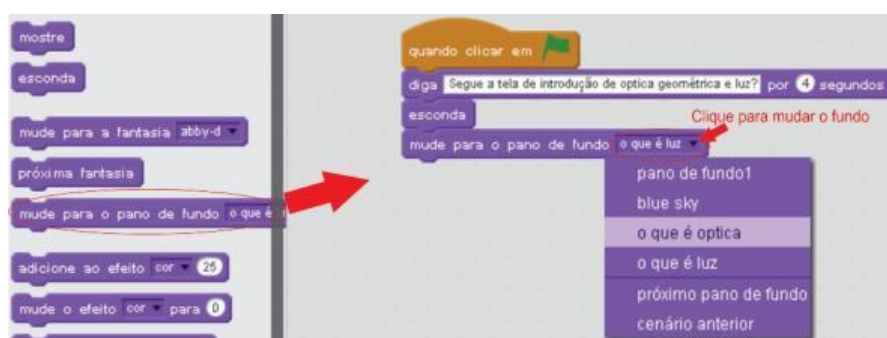 mostre
esconda
mude para a fantasia abby-d
próxima fantasia
mude para o pano de fundo o que é
adicione ao efeito cor 25
mude o efeito cor para 0
quando clicar em
diga Segue a tela de introdução de optica geométrica e luz? por 4 segundos
esconda
Clique para mudar o fundo
mude para o pano de fundo o que é luz
pano de fundo1
blue sky
o que é optica
o que é luz
próximo pano de fundo
cenário anterior